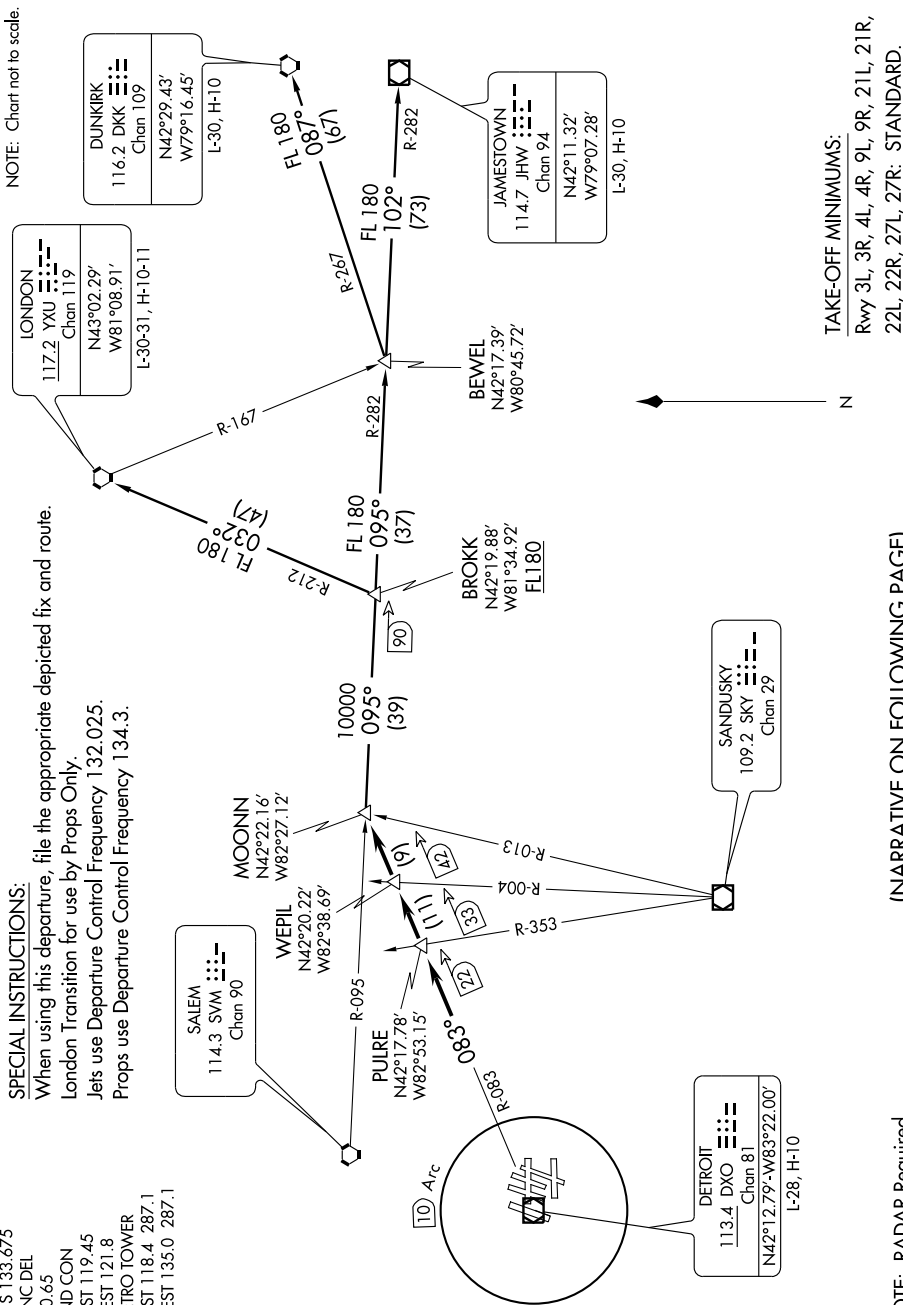 NOTE: Chart not to scale.
S 133.675
NC DEL
0.65
ND CON
ST 119.45
EST 121.8
TRO TOWER
ST 118.4 287.1
EST 135.0 287.1
SPECIAL INSTRUCTIONS:
When using this departure, file the appropriate depicted fix and route.
London Transition for use by Props Only.
Jets use Departure Control Frequency 132.025.
Props use Departure Control Frequency 134.3.
LONDON
117.2 YXU
Chan 119
N43°02.29'
W81°08.91'
L-30-31, H-10-11
DUNKIRK
116.2 DKK
Chan 109
N42°29.43'
W79°16.45'
L-30, H-10
SALEM
114.3 SVM
Chan 90
R-095
MOONN
N42°22.16'
W82°27.12'
WEPIL
N42°20.22'
W82°38.69'
PULRE
N42°17.78'
W82°53.15'
10 Arc
R-083
083°
22
(11)
33
(9)
42
R-353
R-004
R-013
10000
095°
(39)
90
BROKK
N42°19.88'
W81°34.92'
FL180
FL 180
032°
(47)
R-212
R-167
FL 180
095°
(37)
R-282
BEWEL
N42°17.39'
W80°45.72'
FL 180
087°
(67)
R-267
FL 180
102°
(73)
R-282
JAMESTOWN
114.7 JHW
Chan 94
N42°11.32'
W79°07.28'
L-30, H-10
SANDUSKY
109.2 SKY
Chan 29
DETROIT
113.4 DXO
Chan 81
N42°12.79'-W83°22.00'
L-28, H-10
N
TAKE-OFF MINIMUMS:
Rwy 3L, 3R, 4L, 4R, 9L, 9R, 21L, 21R,
22L, 22R, 27L, 27R: STANDARD.
(NARRATIVE ON FOLLOWING PAGE)
OTE: RADAR Required